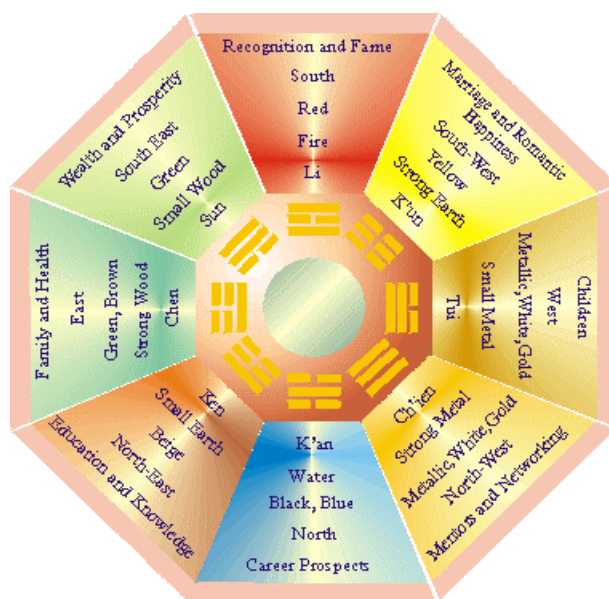 Recognition and Fame
South
Red
Fire
Li
Marriage and Romantic
Happiness
South-West
Yellow
Strong Earth
K'un
Children
West
Metallic,White,Gold
Small Metal
Tui
Ch'ien
Strong Metal
Metallic,White,Gold
North-West
Mentors and Networking
K'an
Water
Black, Blue
North
Career Prospects
Ken
Small Earth
Beige
North-East
Education and Knowledge
Family and Health
East
Green, Brown
Strong Wood
Chen
Wealth and Prosperity
South East
Green
Small Wood
Sun